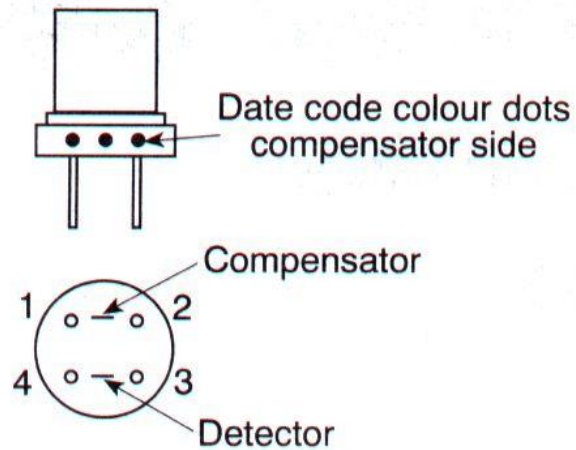 Date code colour dots
compensator side
Compensator
1 2
4 3
Detector